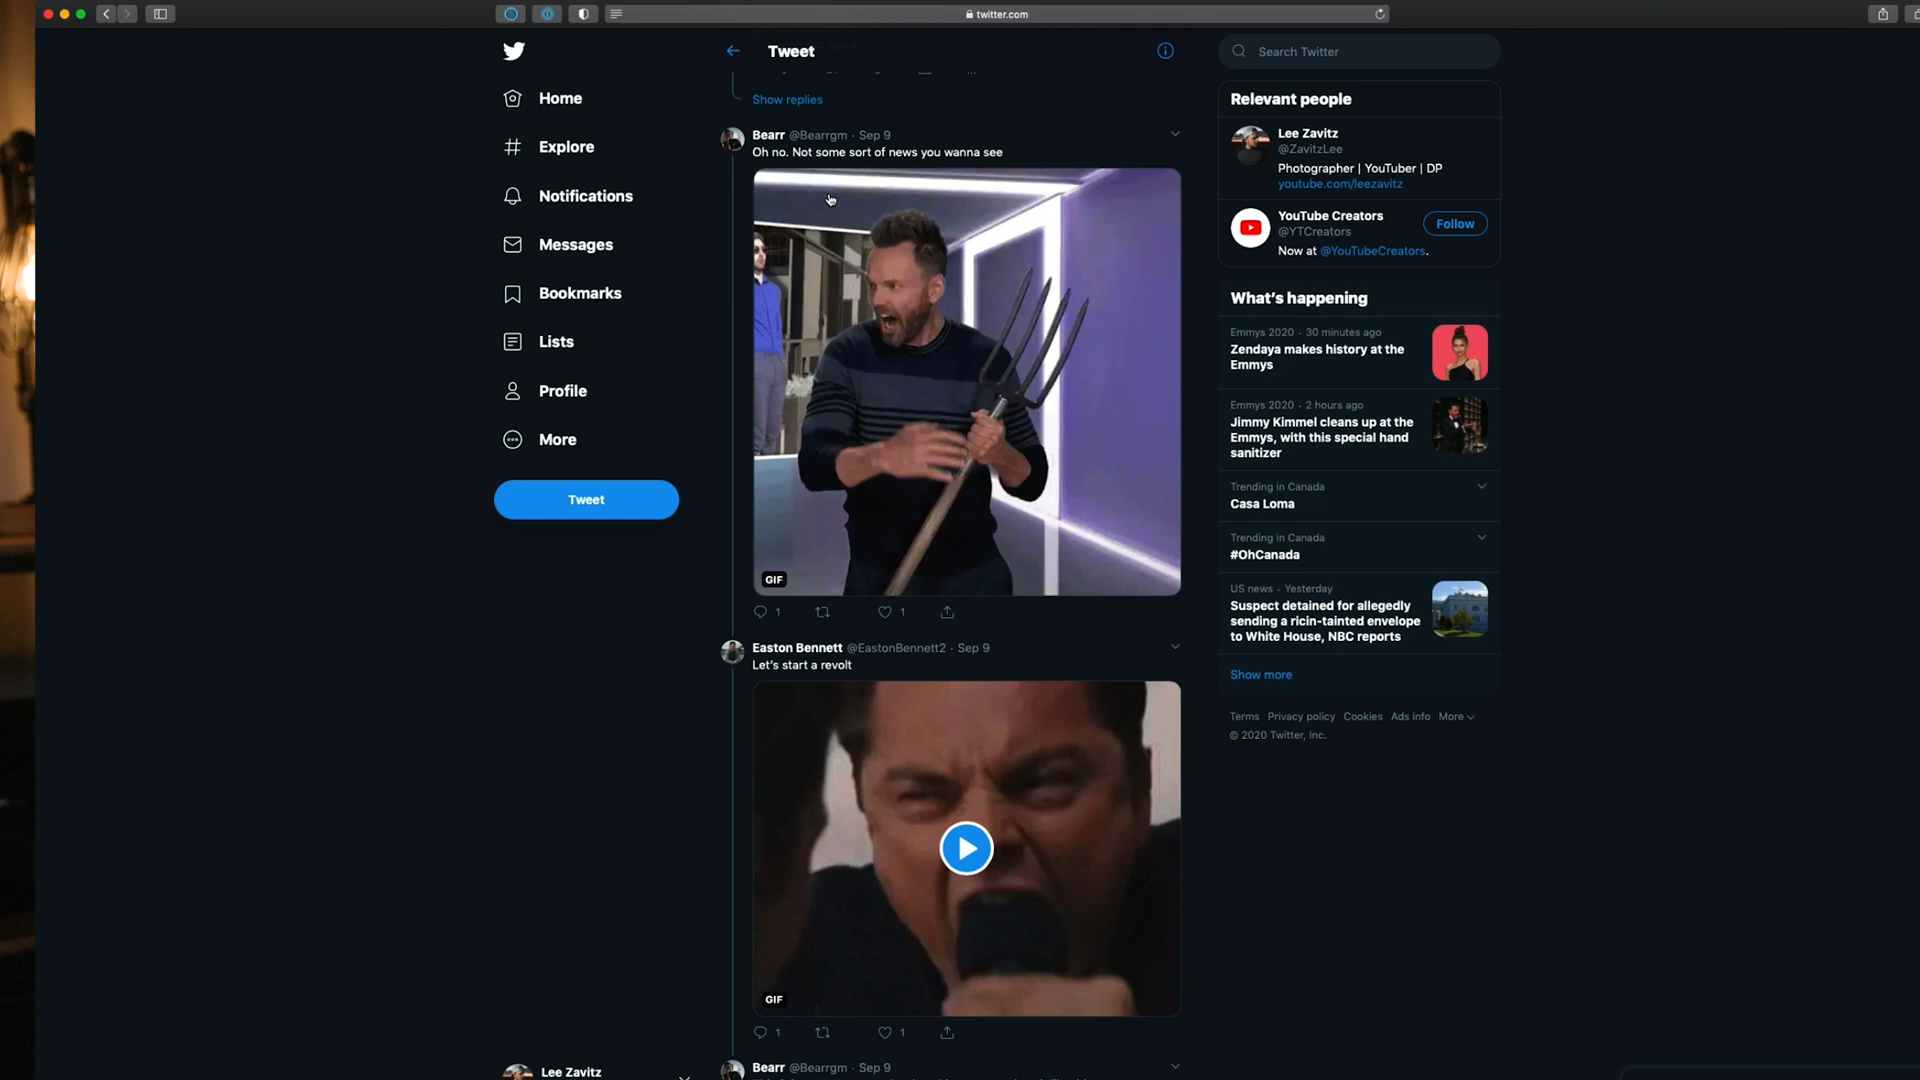 twitter.com
Tweet
Search Twitter
Home
Explore
Notifications
Messages
Bookmarks
Lists
Profile
More
Tweet
Lee Zavitz
Show replies
Bearr @Bearrgm · Sep 9
Oh no. Not some sort of news you wanna see
GIF
1
1
Easton Bennett @EastonBennett2 · Sep 9
Let's start a revolt
GIF
1
1
Bearr @Bearrgm · Sep 9
Relevant people
Lee Zavitz
@ZavitzLee
Photographer | YouTuber | DP
youtube.com/leezavitz
YouTube Creators
@YTCreators
Follow
Now at @YouTubeCreators.
What's happening
Emmys 2020 · 30 minutes ago
Zendaya makes history at the
Emmys
Emmys 2020 · 2 hours ago
Jimmy Kimmel cleans up at the
Emmys, with this special hand
sanitizer
Trending in Canada
Casa Loma
Trending in Canada
#OhCanada
US news · Yesterday
Suspect detained for allegedly
sending a ricin-tainted envelope
to White House, NBC reports
Show more
Terms Privacy policy Cookies Ads info More
© 2020 Twitter, Inc.